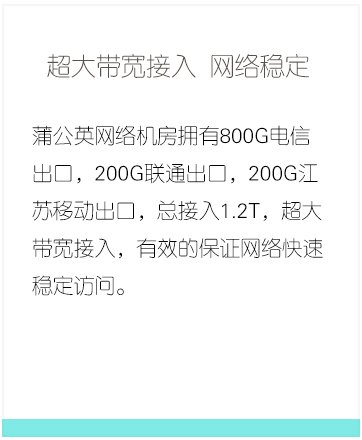 超大带宽接入 网络稳定
蒲公英网络机房拥有800G电信
出口，200G联通出口，200G江
苏移动出口，总接入1.2T，超大
带宽接入，有效的保证网络快速
稳定访问。